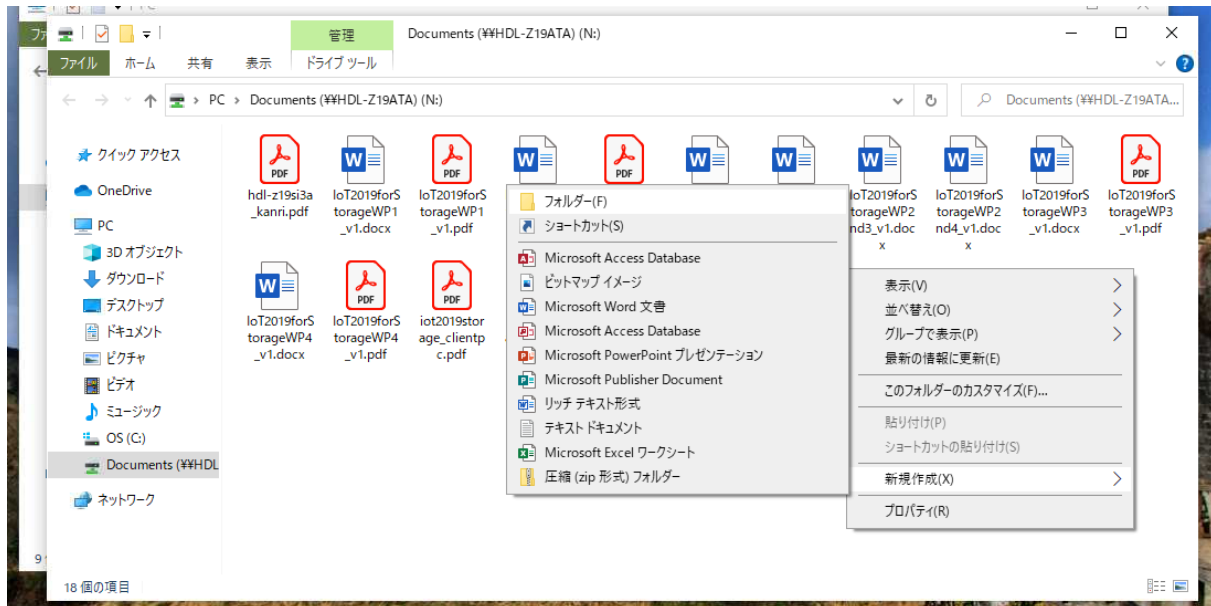 管理
Documents (¥¥HDL-Z19ATA) (N:)
ファイル
ホーム
共有
表示
ドライブ ツール
PC
Documents (¥¥HDL-Z19ATA) (N:)
Documents (¥¥HDL-Z19ATA...
クイック アクセス
OneDrive
PC
3D オブジェクト
ダウンロード
デスクトップ
ドキュメント
ピクチャ
ビデオ
ミュージック
OS (C:)
Documents (¥¥HDL
ネットワーク
hdl-z19si3a
_kanri.pdf
IoT2019forS
torageWP1
_v1.docx
IoT2019forS
torageWP1
_v1.pdf
IoT2019forS
torageWP2
nd3_v1.doc
x
IoT2019forS
torageWP2
nd4_v1.doc
x
IoT2019forS
torageWP3
_v1.docx
IoT2019forS
torageWP3
_v1.pdf
IoT2019forS
torageWP4
_v1.docx
IoT2019forS
torageWP4
_v1.pdf
iot2019stor
age_clientp
c.pdf
フォルダー(F)
ショートカット(S)
Microsoft Access Database
ビットマップ イメージ
Microsoft Word 文書
Microsoft Access Database
Microsoft PowerPoint プレゼンテーション
Microsoft Publisher Document
リッチ テキスト形式
テキスト ドキュメント
Microsoft Excel ワークシート
圧縮 (zip 形式) フォルダー
表示(V)
並べ替え(O)
グループで表示(P)
最新の情報に更新(E)
このフォルダーのカスタマイズ(F)...
貼り付け(P)
ショートカットの貼り付け(S)
新規作成(X)
プロパティ(R)
18 個の項目